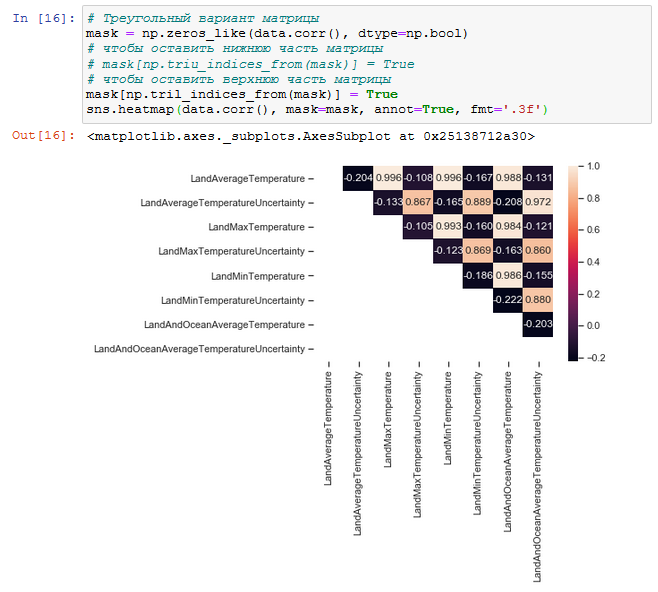 In [16]:
# Треугольный вариант матрицы
mask = np.zeros_like(data.corr(), dtype=np.bool)
# чтобы оставить нижнюю часть матрицы
# mask[np.triu_indices_from(mask)] = True
# чтобы оставить верхнюю часть матрицы
mask[np.tril_indices_from(mask)] = True
sns.heatmap(data.corr(), mask=mask, annot=True, fmt='.3f')
Out[16]: <matplotlib.axes._subplots.AxesSubplot at 0x25138712a30>
LandAverageTemperature -0.204 0.996 -0.108 0.996 -0.167 0.988 -0.131
LandAverageTemperatureUncertainty -0.133 0.867 -0.165 0.889 -0.208 0.972
LandMaxTemperature -0.105 0.993 -0.160 0.984 -0.121
LandMaxTemperatureUncertainty -0.123 0.869 -0.163 0.860
LandMinTemperature -0.186 0.986 -0.155
LandMinTemperatureUncertainty -0.222 0.880
LandAndOceanAverageTemperature -0.203
LandAndOceanAverageTemperatureUncertainty
LandAverageTemperature
LandAverageTemperatureUncertainty
LandMaxTemperature
LandMaxTemperatureUncertainty
LandMinTemperature
LandMinTemperatureUncertainty
LandAndOceanAverageTemperature
LandAndOceanAverageTemperatureUncertainty
1.0
0.8
0.6
0.4
0.2
0.0
-0.2